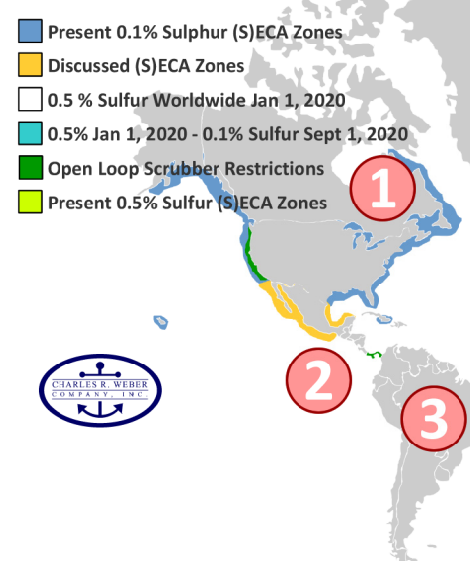 Present 0.1% Sulphur (S)ECA Zones
Discussed (S)ECA Zones
0.5 % Sulfur Worldwide Jan 1, 2020
0.5% Jan 1, 2020 - 0.1% Sulfur Sept 1, 2020
Open Loop Scrubber Restrictions
Present 0.5% Sulfur (S)ECA Zones
1
2
CHARLES R. WEBER
COMPANY, INC.
3